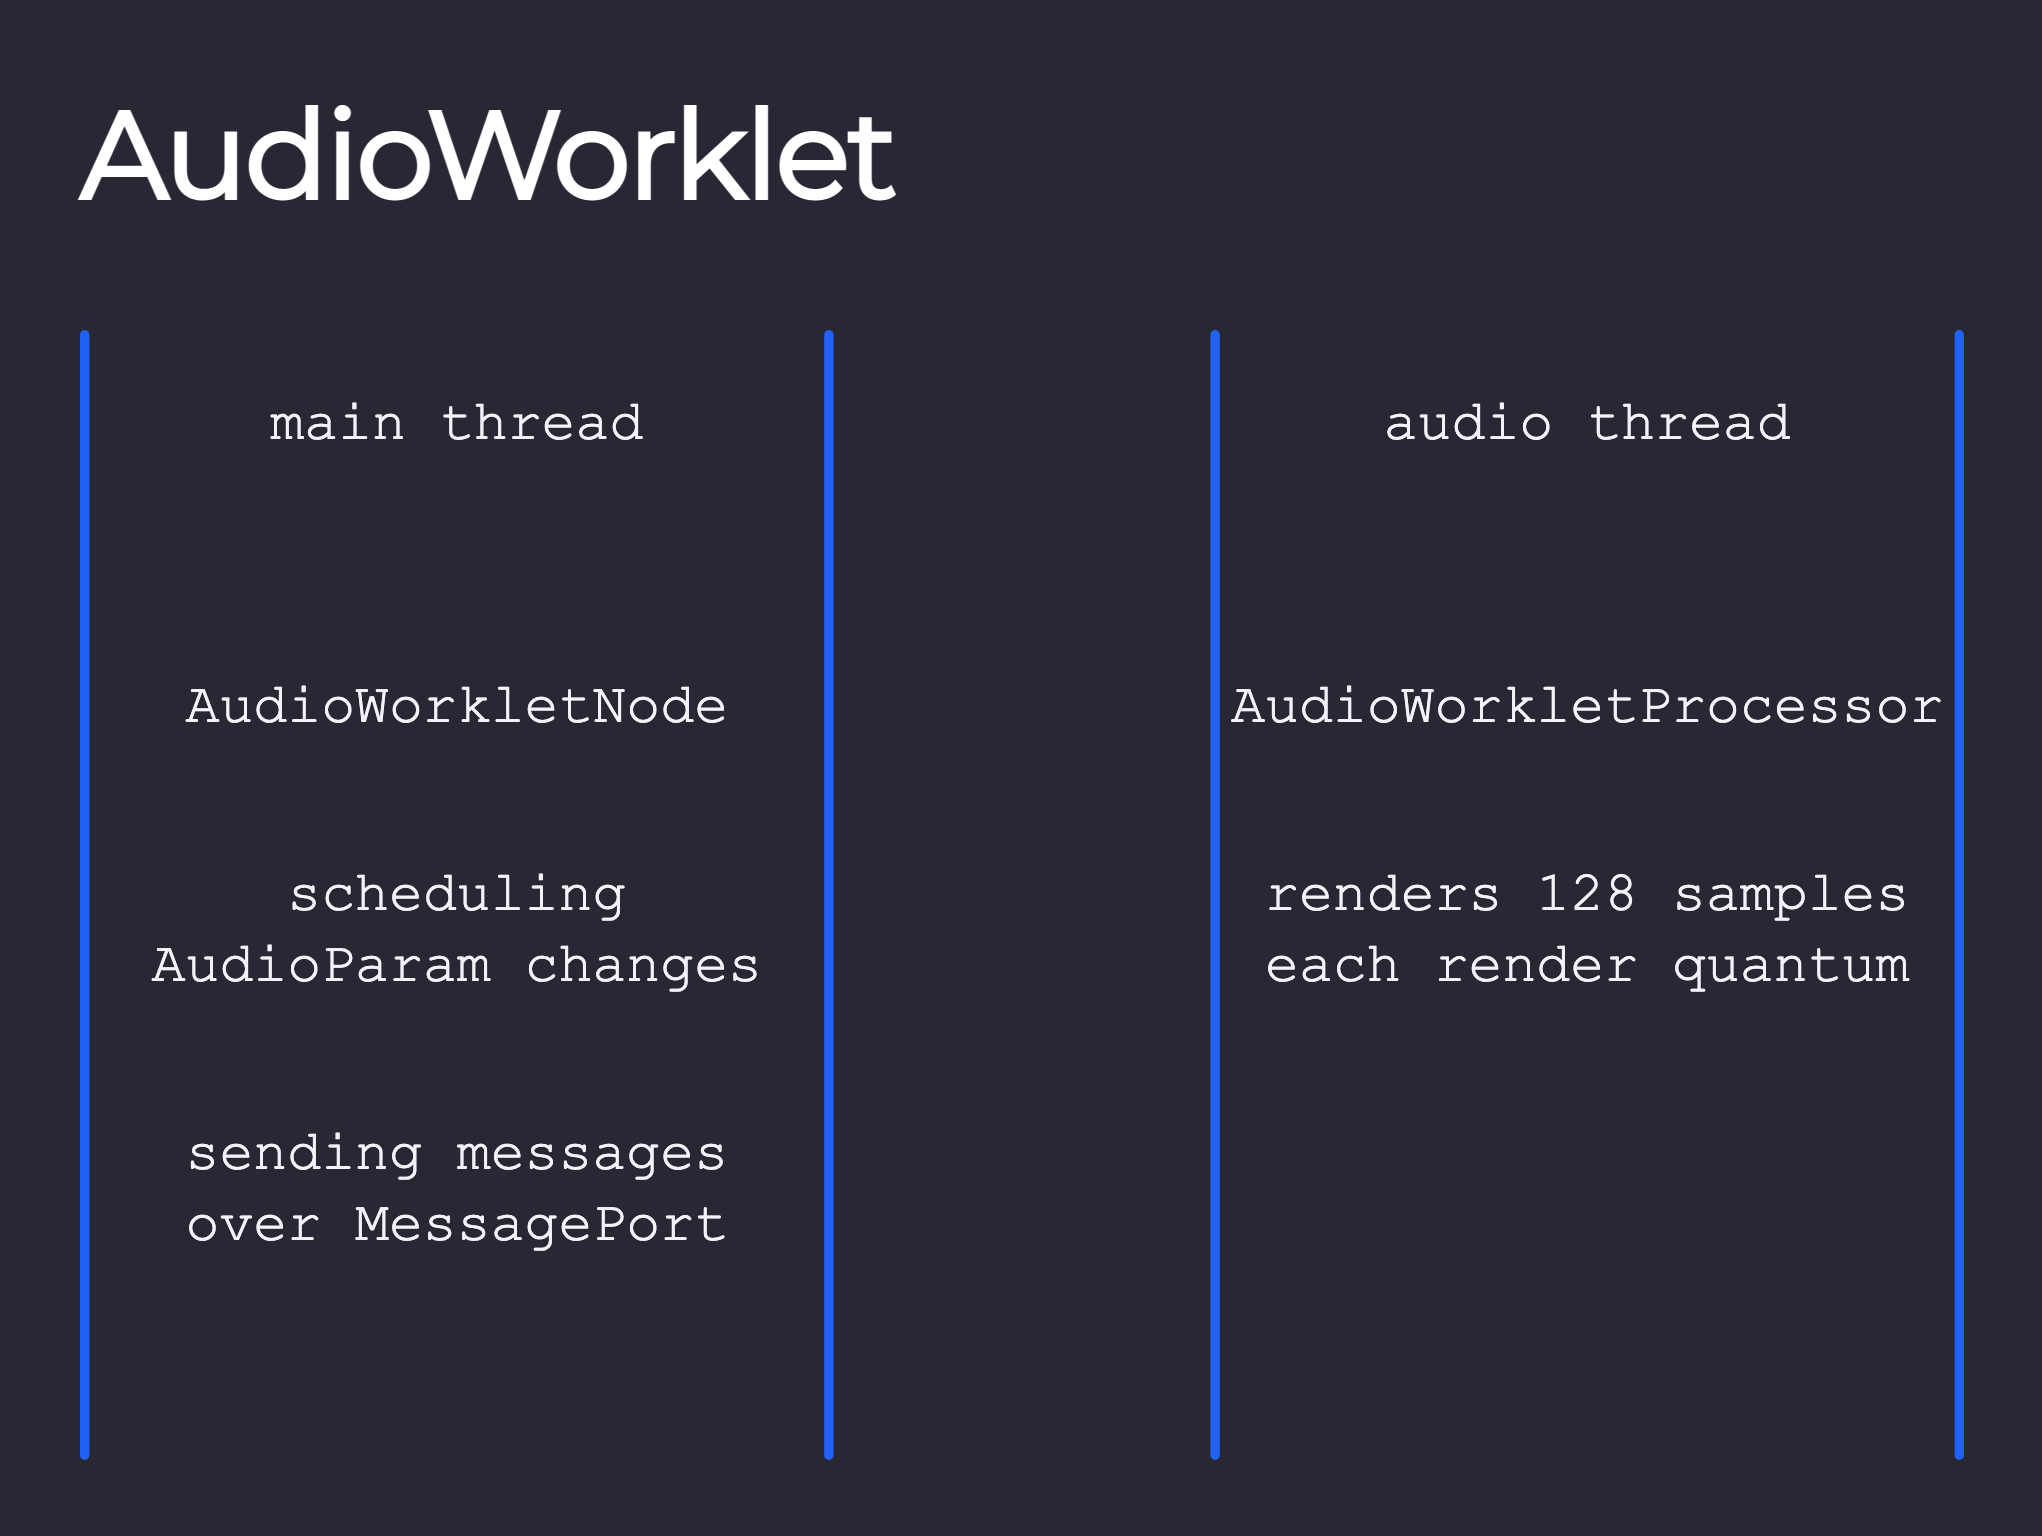 AudioWorklet
main thread
AudioWorkletNode
scheduling
AudioParam changes
sending messages
over MessagePort
audio thread
AudioWorkletProcessor
renders 128 samples
each render quantum